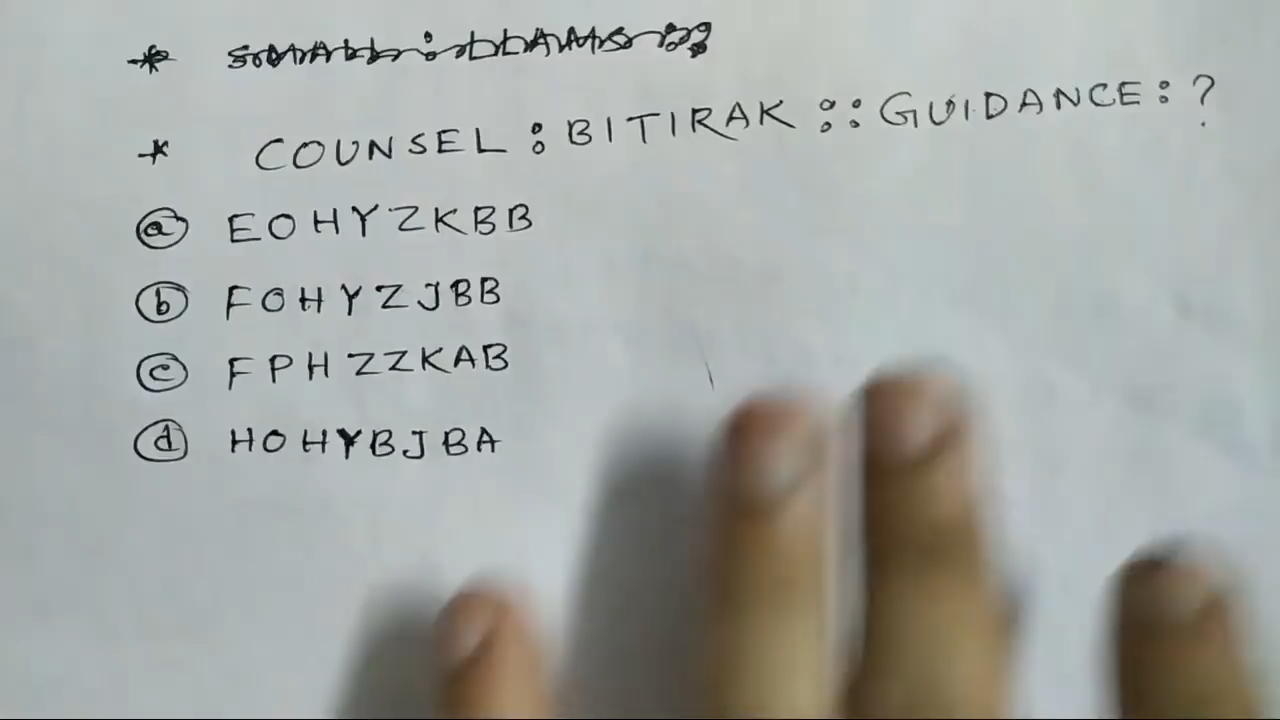 * COUNSEL : BITIRAK :: GUIDANCE : ?
(a) EOHYZKBB
(b) FOHYZJBB
(c) FPHZZKAB
(d) HOHYBJBA